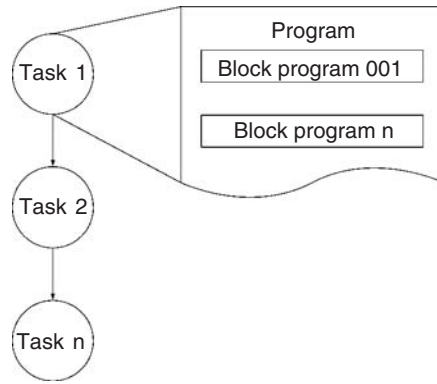 Task 1
Program
Block program 001
Block program n
Task 2
Task n